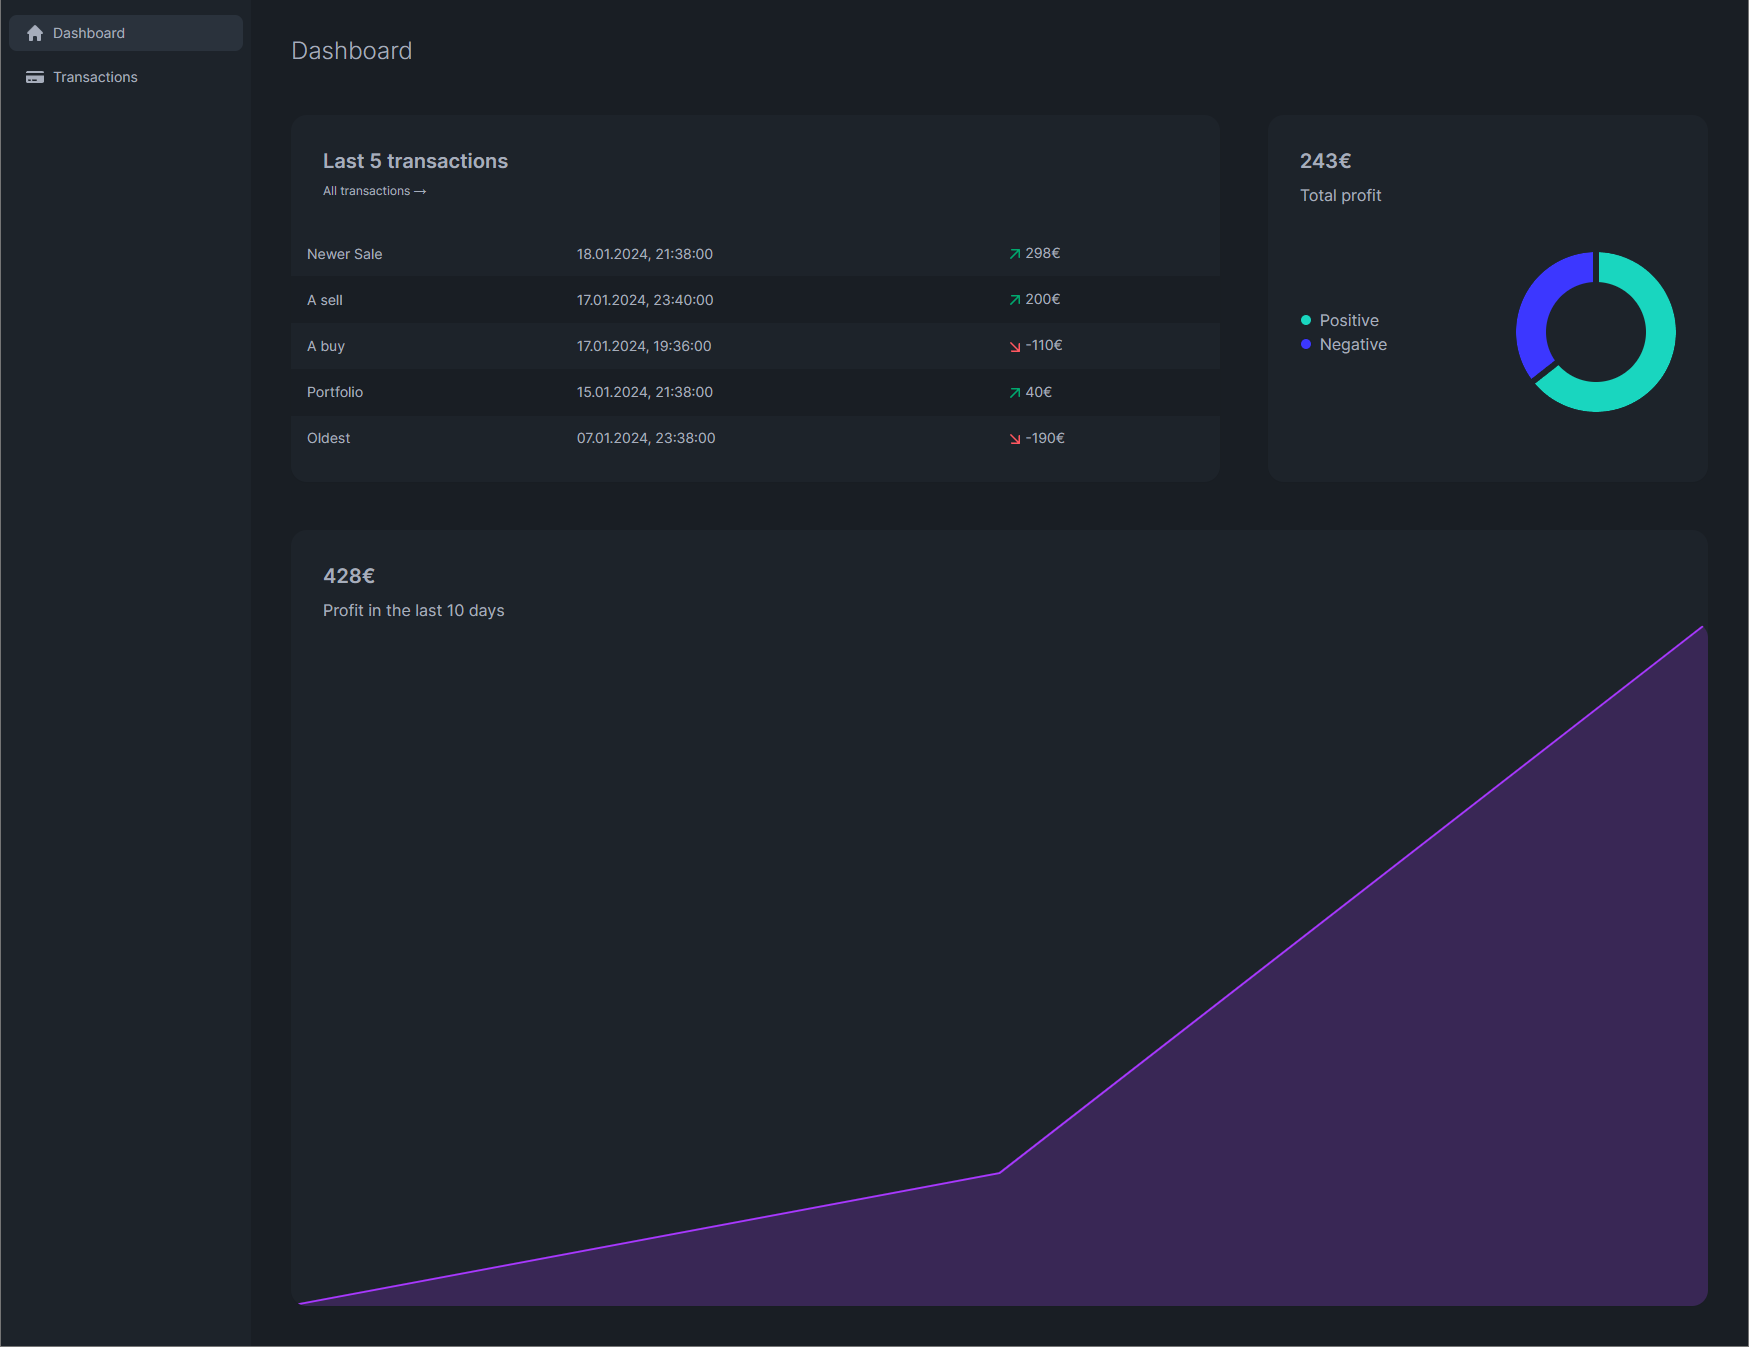 Dashboard
Transactions
Dashboard
Last 5 transactions
All transactions →
Newer Sale 18.01.2024, 21:38:00 298€
A sell 17.01.2024, 23:40:00 200€
A buy 17.01.2024, 19:36:00 -110€
Portfolio 15.01.2024, 21:38:00 40€
Oldest 07.01.2024, 23:38:00 -190€
243€
Total profit
Positive
Negative
428€
Profit in the last 10 days